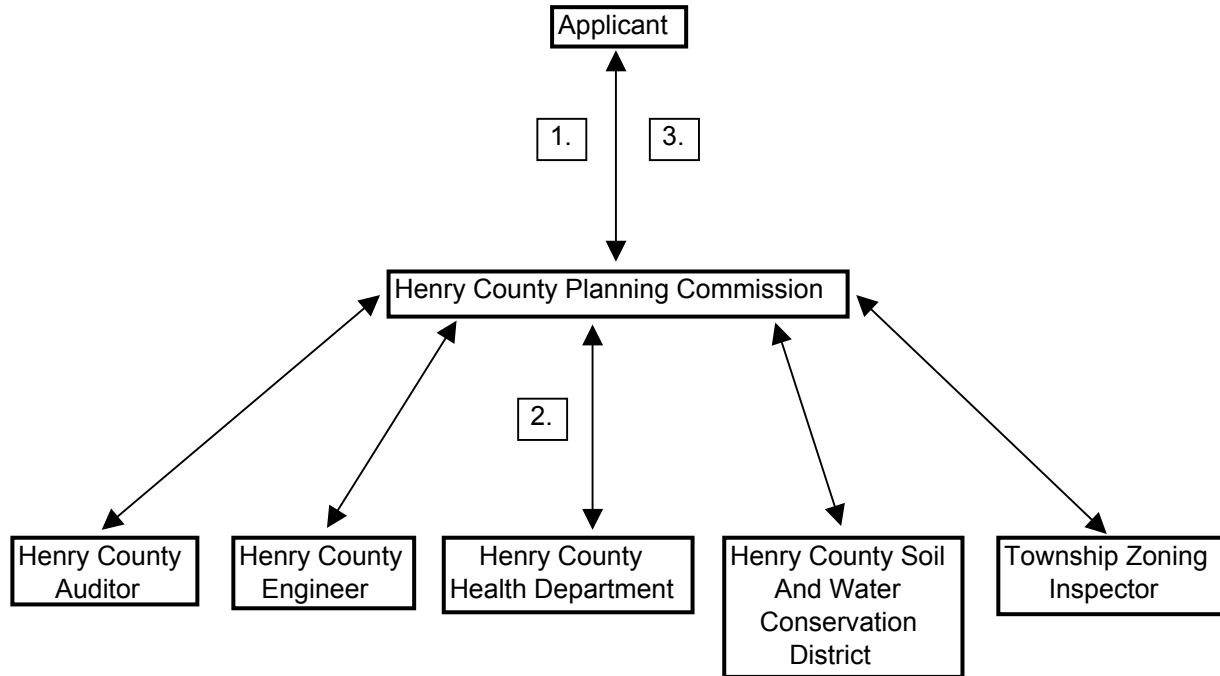 Applicant
1.
3.
Henry County Planning Commission
2.
Henry County
Auditor
Henry County
Engineer
Henry County
Health Department
Henry County Soil
And Water
Conservation
District
Township Zoning
Inspector